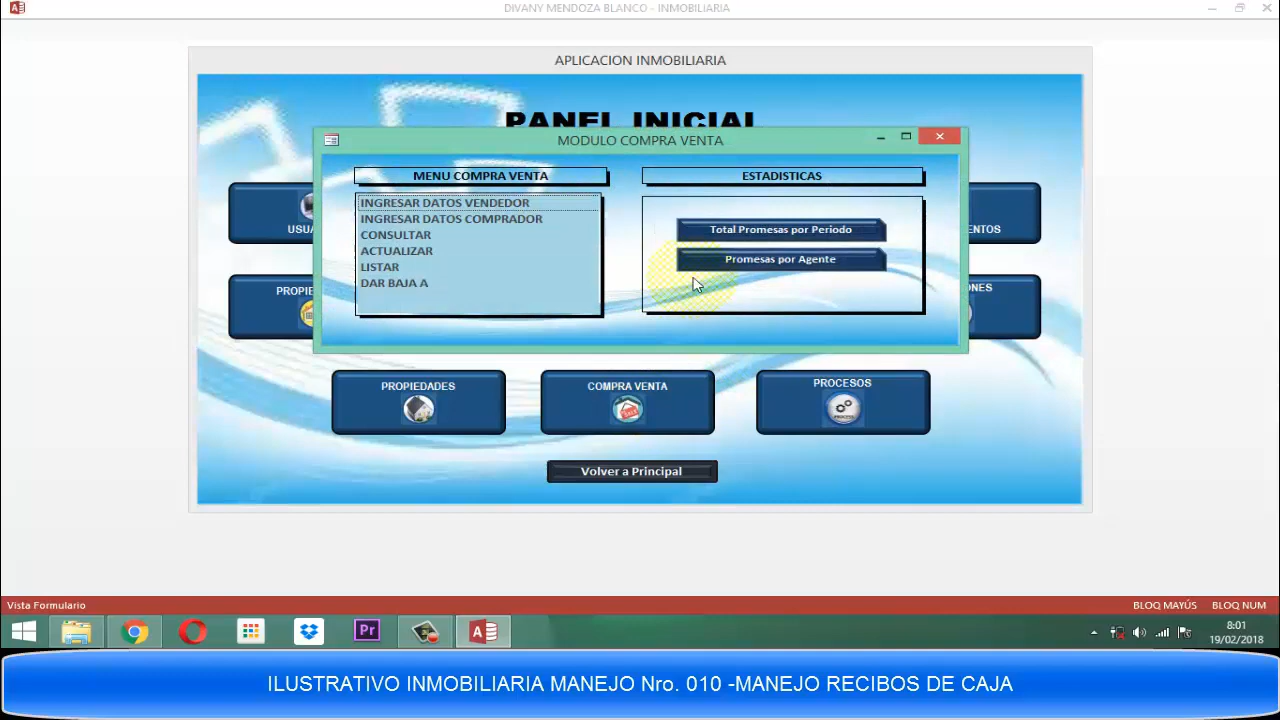 DIVANY MENDOZA BLANCO - INMOBILIARIA
APLICACION INMOBILIARIA
PANEL INICIAL
MODULO COMPRA VENTA
MENU COMPRA VENTA
INGRESAR DATOS VENDEDOR
INGRESAR DATOS COMPRADOR
CONSULTAR
ACTUALIZAR
LISTAR
DAR BAJA A
ESTADISTICAS
Total Promesas por Periodo
Promesas por Agente
PROPIEDADES
COMPRA VENTA
PROCESOS
Volver a Principal
Vista Formulario
BLOQ MAYÚS
BLOQ NUM
Pr
8:01
19/02/2018
ILUSTRATIVO INMOBILIARIA MANEJO Nro. 010 -MANEJO RECIBOS DE CAJA